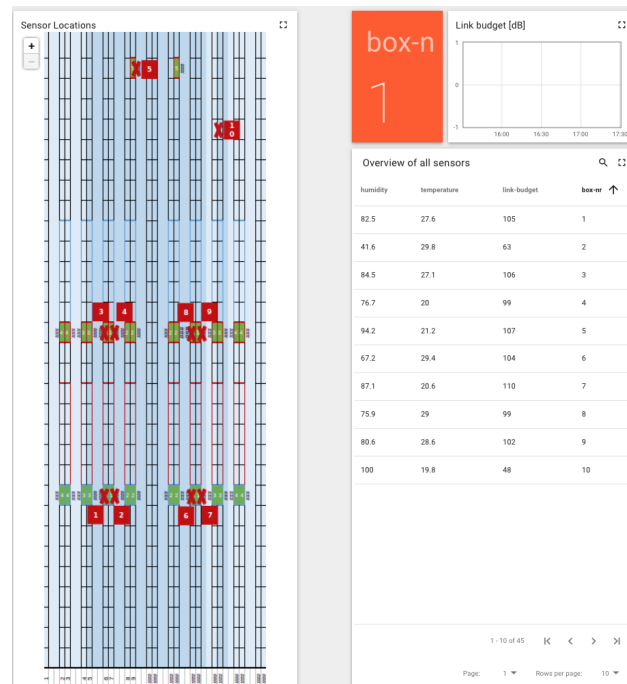 Sensor Locations
+
−
5
1
0
3
4
8
9
1
2
6
7
box-n
1
Link budget [dB]
1
0
-1
16:00
16:30
17:00
17:30
Overview of all sensors
humidity temperature link-budget box-nr
82.5 27.6 105 1
41.6 29.8 63 2
84.5 27.1 106 3
76.7 20 99 4
94.2 21.2 107 5
67.2 29.4 104 6
87.1 20.6 110 7
75.9 29 99 8
80.6 28.6 102 9
100 19.8 48 10
1 - 10 of 45
Page: 1 Rows per page: 10